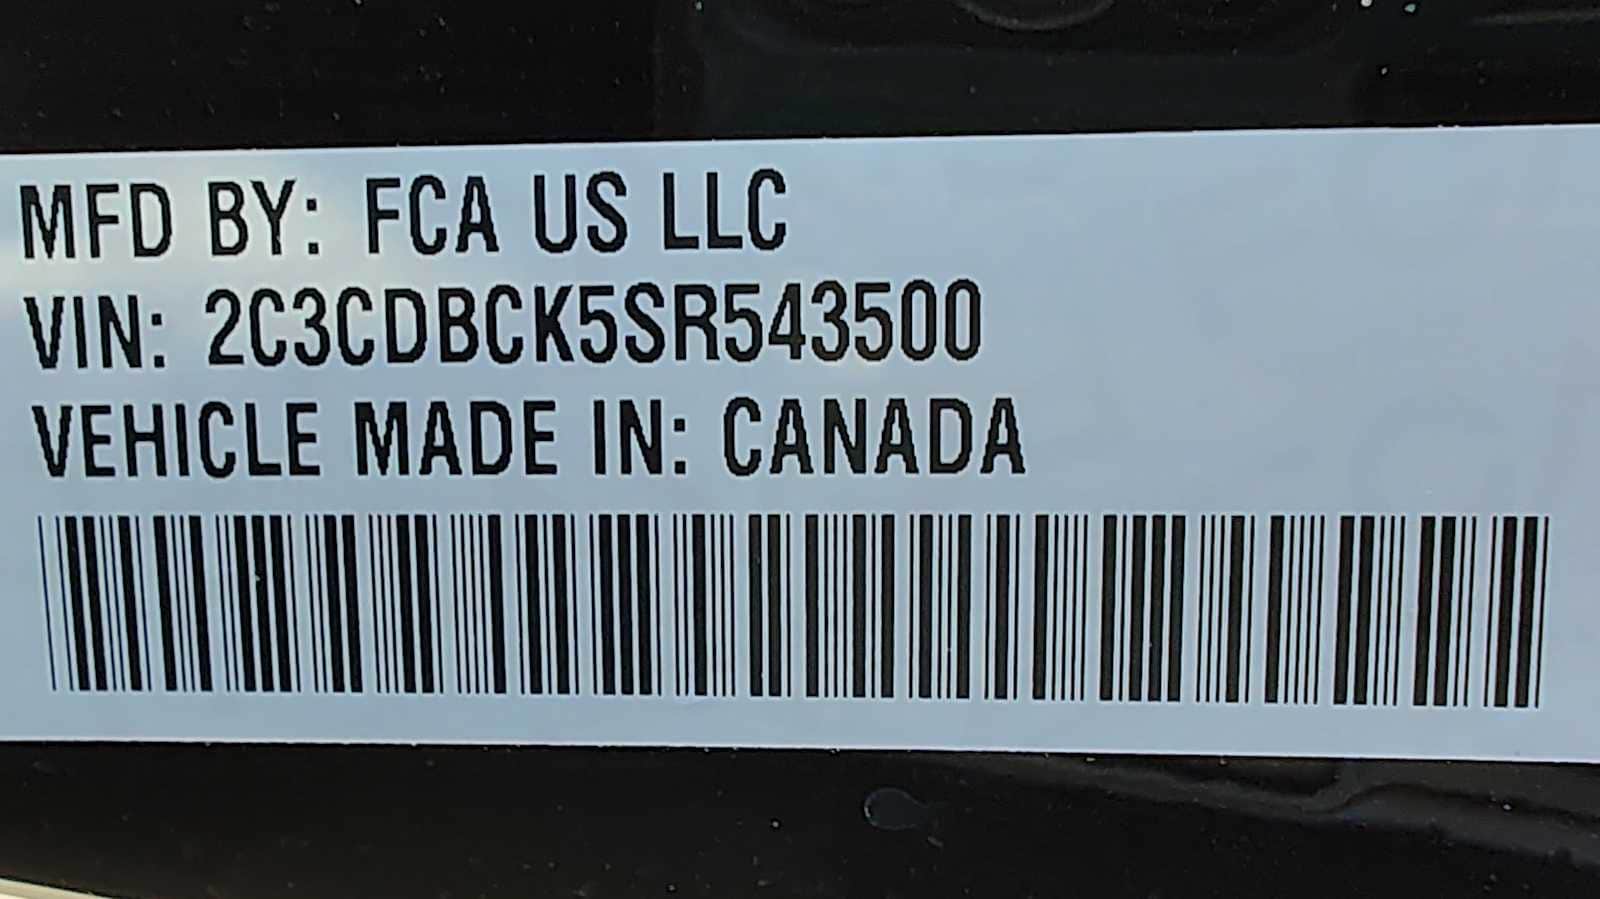 MFD BY: FCA US LLC
VIN: 2C3CDBCK5SR543500
VEHICLE MADE IN: CANADA